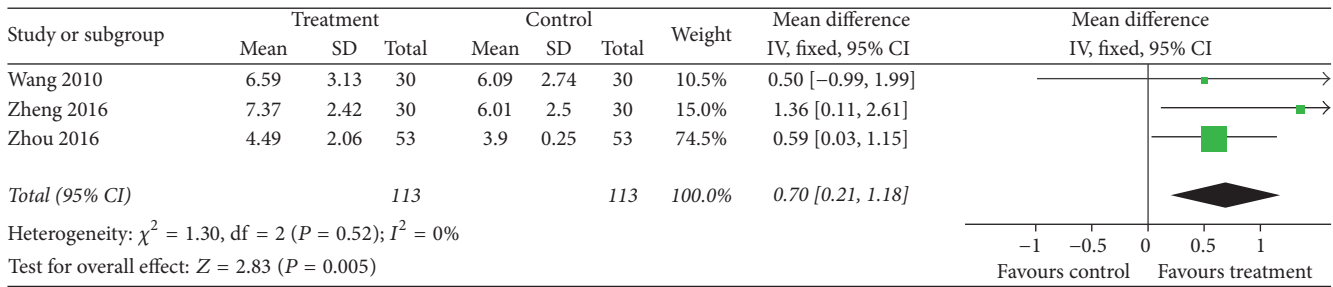 Study or subgroup Treatment Control Weight Mean difference Mean difference
Mean SD Total Mean SD Total IV, fixed, 95% CI IV, fixed, 95% CI
Wang 2010 6.59 3.13 30 6.09 2.74 30 10.5% 0.50 [−0.99, 1.99]
Zheng 2016 7.37 2.42 30 6.01 2.5 30 15.0% 1.36 [0.11, 2.61]
Zhou 2016 4.49 2.06 53 3.9 0.25 53 74.5% 0.59 [0.03, 1.15]
Total (95% CI) 113 113 100.0% 0.70 [0.21, 1.18]
Heterogeneity: χ² = 1.30, df = 2 (P = 0.52); I² = 0%
Test for overall effect: Z = 2.83 (P = 0.005)
−1 −0.5 0 0.5 1
Favours control Favours treatment